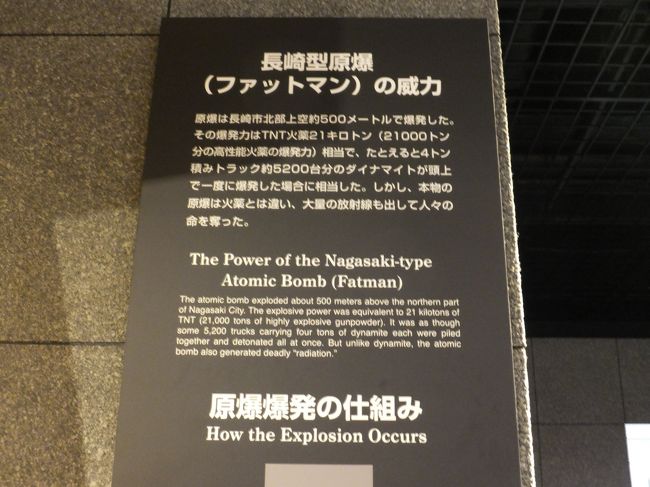 長崎型原爆
（ファットマン）の威力
原爆は長崎市北部上空約500メートルで爆発した。
その爆発力はTNT火薬21キロトン（21000トン
分の高性能火薬の爆発力）相当で、たとえると4トン
積みトラック約5200台分のダイナマイトが頭上
で一度に爆発した場合に相当した。しかし、本物の
原爆は火薬とは違い、大量の放射線も出して人々の
命を奪った。
The Power of the Nagasaki-type
Atomic Bomb (Fatman)
The atomic bomb exploded about 500 meters above the northern part
of Nagasaki City. The explosive power was equivalent to 21 kilotons of
TNT (21,000 tons of highly explosive gunpowder). It was as though
some 5,200 trucks carrying four tons of dynamite each were piled
together and detonated all at once. But unlike dynamite, the atomic
bomb also generated deadly "radiation."
原爆爆発の仕組み
How the Explosion Occurs